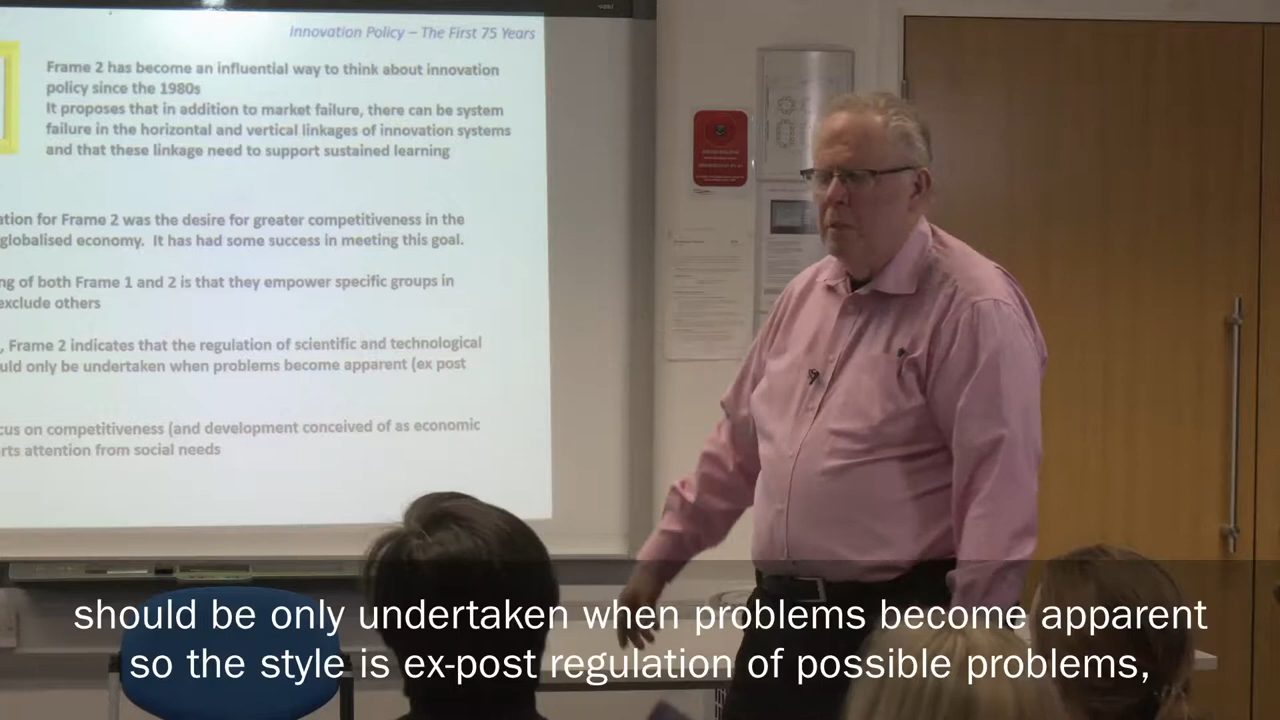 Innovation Policy – The First 75 Years
Frame 2 has become an influential way to think about innovation
policy since the 1980s
It proposes that in addition to market failure, there can be system
failure in the horizontal and vertical linkages of innovation systems
and that these linkage need to support sustained learning
ation for Frame 2 was the desire for greater competitiveness in the
globalised economy. It has had some success in meeting this goal.
ng of both Frame 1 and 2 is that they empower specific groups in
exclude others
, Frame 2 indicates that the regulation of scientific and technological
uld only be undertaken when problems become apparent (ex post
cus on competitiveness (and development conceived of as economic
rts attention from social needs
should be only undertaken when problems become apparent
so the style is ex-post regulation of possible problems,